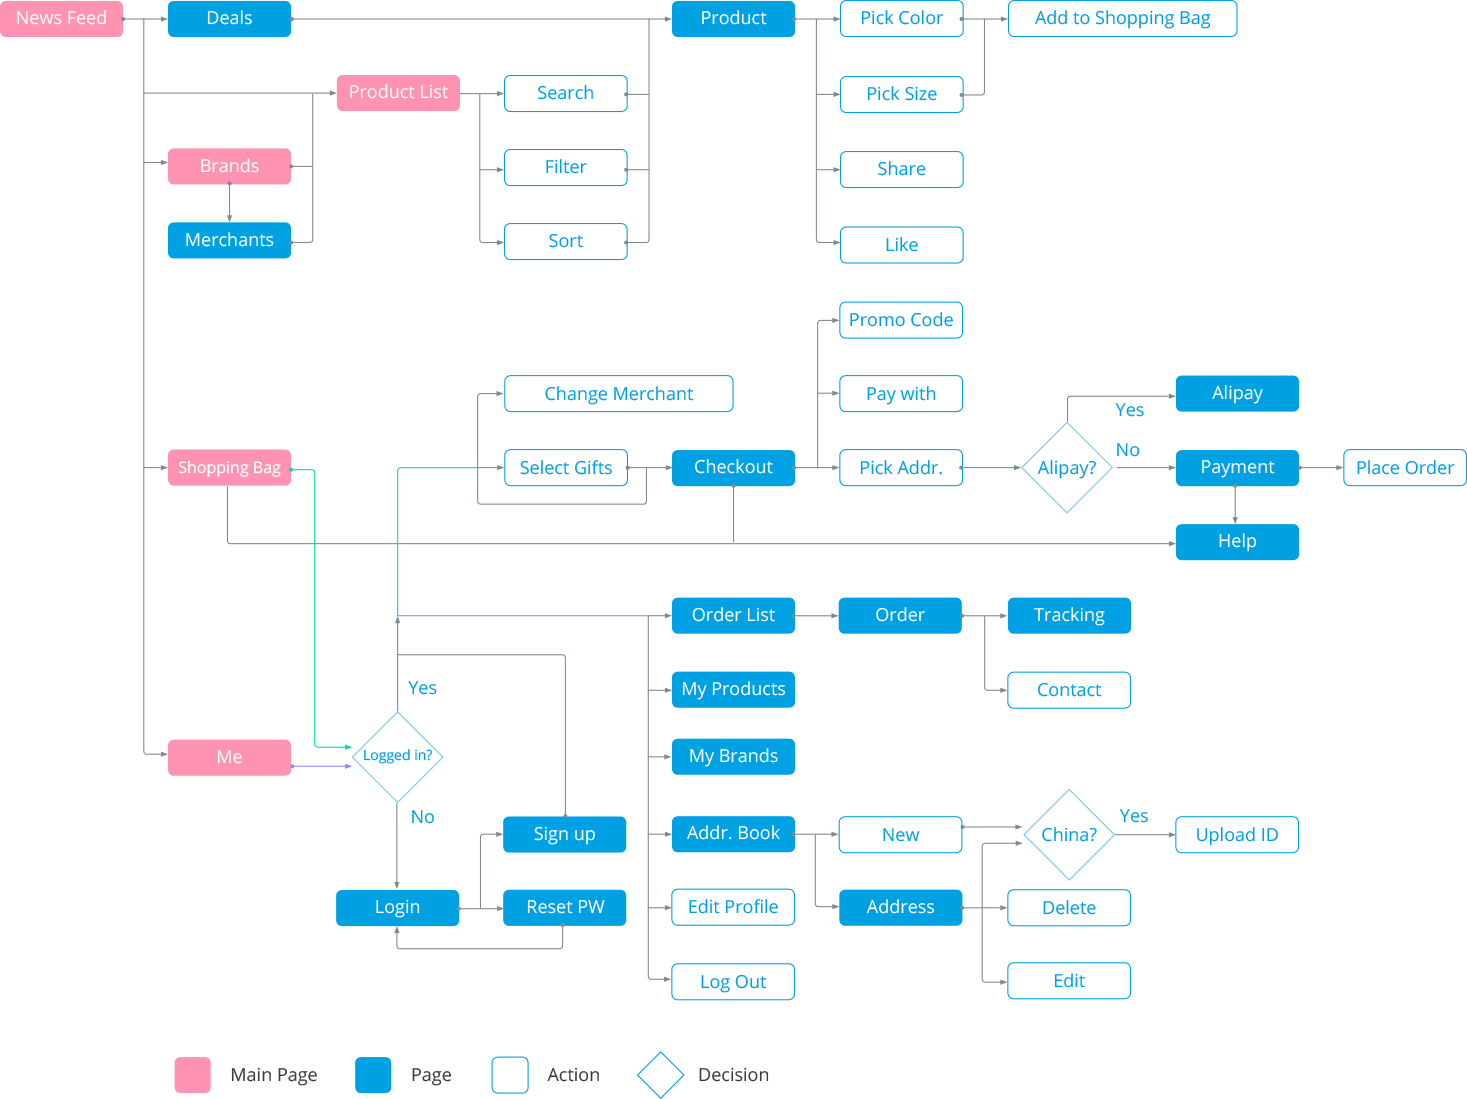 News Feed
Deals
Product
Pick Color
Add to Shopping Bag
Product List
Search
Pick Size
Brands
Filter
Share
Merchants
Sort
Like
Promo Code
Change Merchant
Pay with
Alipay
Yes
No
Shopping Bag
Select Gifts
Checkout
Pick Addr.
Alipay?
Payment
Place Order
Help
Order List
Order
Tracking
Yes
My Products
Contact
Me
Logged in?
My Brands
No
Sign up
Addr. Book
New
China?
Yes
Upload ID
Login
Reset PW
Edit Profile
Address
Delete
Log Out
Edit
Main Page
Page
Action
Decision